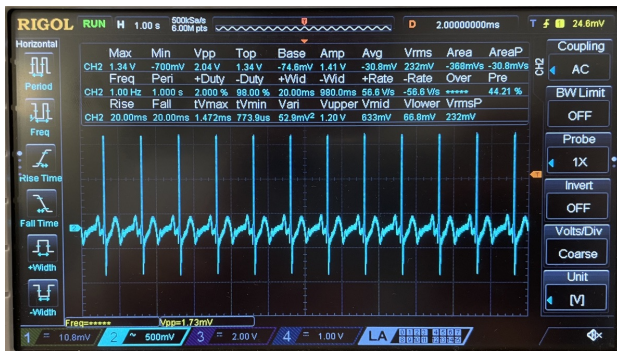 RIGOL RUN H 1.00 s 500kSa/s 6.00M pts D 2.00000000ms T 24.6mV
Horizontal
Period
Freq
Rise Time
Fall Time
+Width
-Width
Max Min Vpp Top Base Amp Avg Vrms Area AreaP
CH2 1.34 V -700mV 2.04 V 1.34 V -74.6mV 1.41 V -30.8mV 232mV -368mVs -30.8mVs
Freq Peri +Duty -Duty +Wid -Wid +Rate -Rate Over Pre
CH2 1.00 Hz 1.000 s 2.000 % 98.00 % 20.00ms 980.0ms 56.6 V/s -56.6 V/s ***** 44.21 %
Rise Fall tVmax tVmin Vari Vupper Vmid Vlower VrmsP
CH2 20.00ms 20.00ms 1.472ms 773.9us 52.9mV² 1.20 V 633mV 66.8mV 232mV
CH2
Coupling
AC
BW Limit
OFF
Probe
1X
Invert
OFF
Volts/Div
Coarse
Unit
[V]
T
Freq=***** Vpp=1.73mV
1 = 10.8mV 2 ~ 500mV 3 = 2.00 V 4 = 1.00 V LA